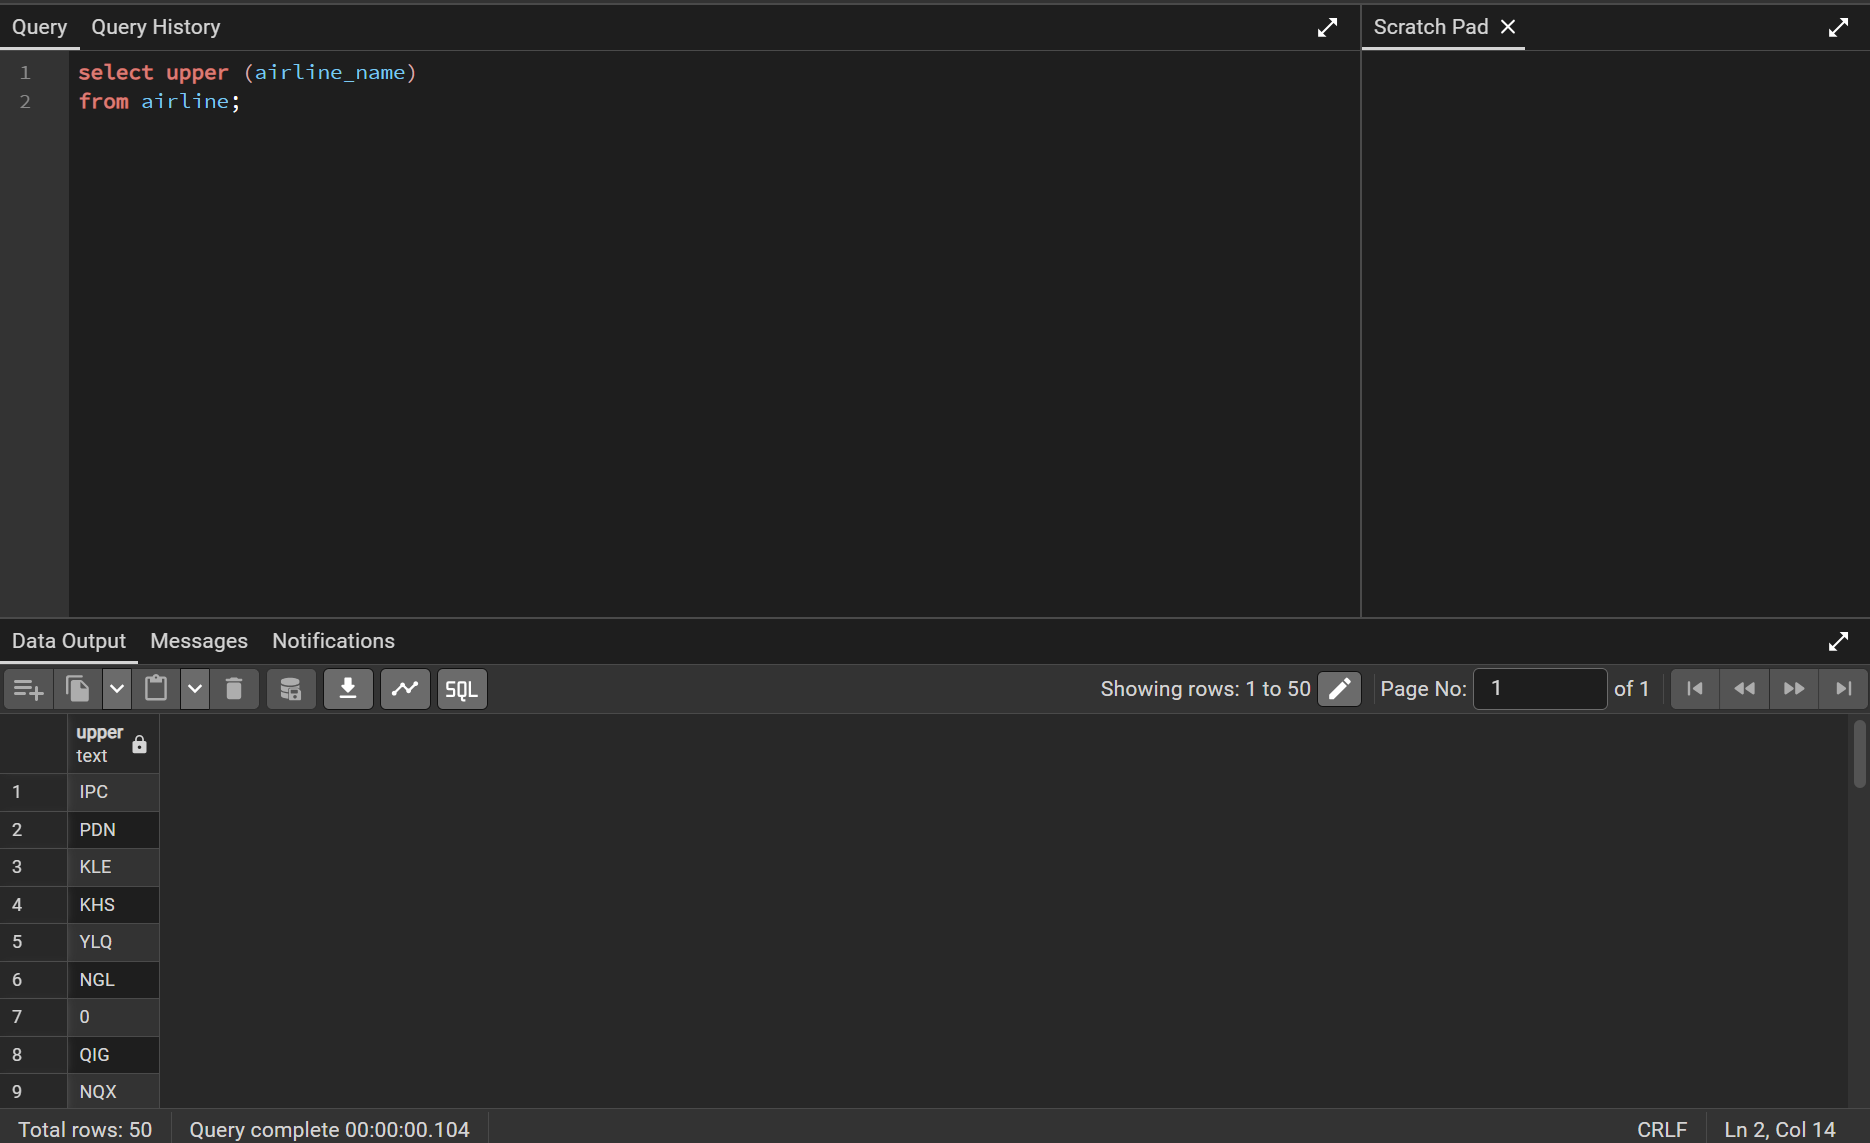 Query Query History Scratch Pad
1 select upper (airline_name)
2 from airline;
Data Output Messages Notifications
SQL Showing rows: 1 to 50 Page No: 1 of 1
upper
text
1 IPC
2 PDN
3 KLE
4 KHS
5 YLQ
6 NGL
7 0
8 QIG
9 NQX
Total rows: 50 Query complete 00:00:00.104 CRLF Ln 2, Col 14